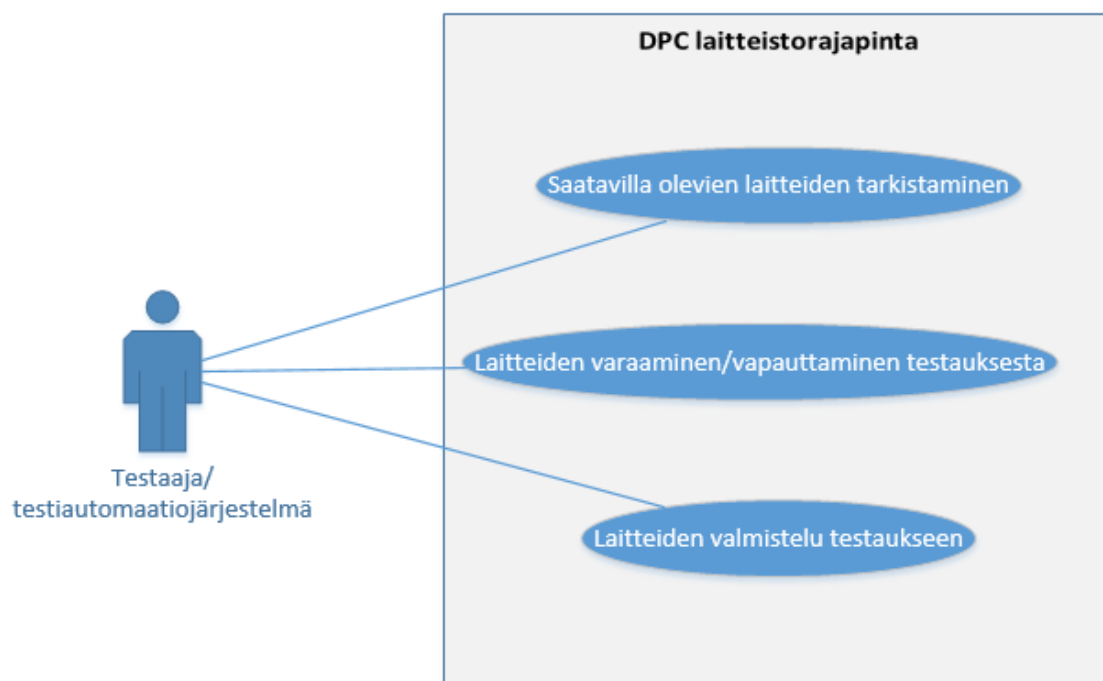 DPC laitteistorajapinta
Saatavilla olevien laitteiden tarkistaminen
Laitteiden varaaminen/vapauttaminen testauksesta
Testaaja/
testiautomaatiojärjestelmä
Laitteiden valmistelu testaukseen